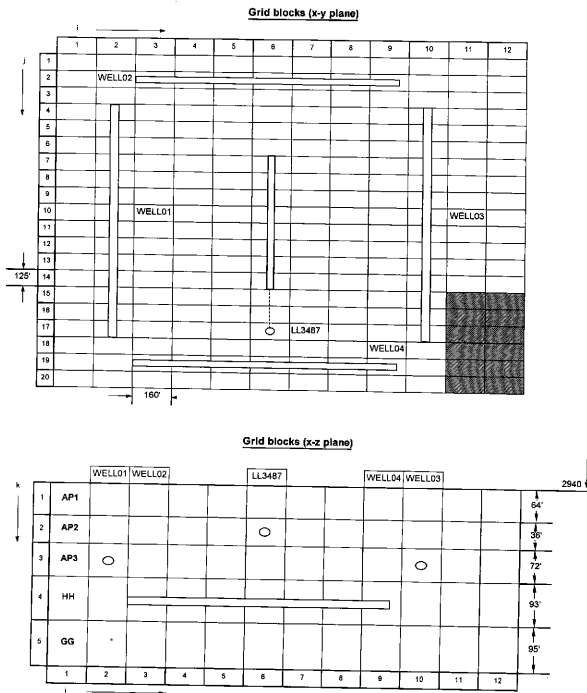 Grid blocks (x-y plane)
i
1 2 3 4 5 6 7 8 9 10 11 12
j
1
2 WELL02
3
4
5
6
7
8
9
10 WELL01 WELL03
11
12
13
125' 14
15
16
17 LL3487
18 WELL04
19
20
160'
Grid blocks (x-z plane)
WELL01 WELL02 LL3487 WELL04 WELL03
2940
k
1 AP1 64'
2 AP2 36'
3 AP3 72'
4 HH 93'
5 GG 95'
1 2 3 4 5 6 7 8 9 10 11 12
i